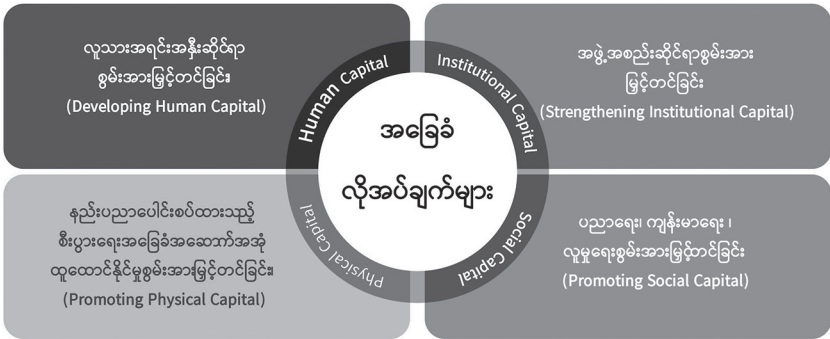 လူသားအရင်းအနှီးဆိုင်ရာ
စွမ်းအားမြှင့်တင်ခြင်း၊
(Developing Human Capital)
အဖွဲ့အစည်းဆိုင်ရာစွမ်းအား
မြှင့်တင်ခြင်း
(Strengthening Institutional Capital)
Human Capital
Institutional Capital
အခြေခံ
လိုအပ်ချက်များ
Physical Capital
Social Capital
နည်းပညာပေါင်းစပ်ထားသည့်
စီးပွားရေးအခြေခံအဆောက်အအုံ
ထူထောင်နိုင်မှုစွမ်းအားမြှင့်တင်ခြင်း၊
(Promoting Physical Capital)
ပညာရေး၊ ကျန်းမာရေး ၊
လူမှုရေးစွမ်းအားမြှင့်တင်ခြင်း
(Promoting Social Capital)